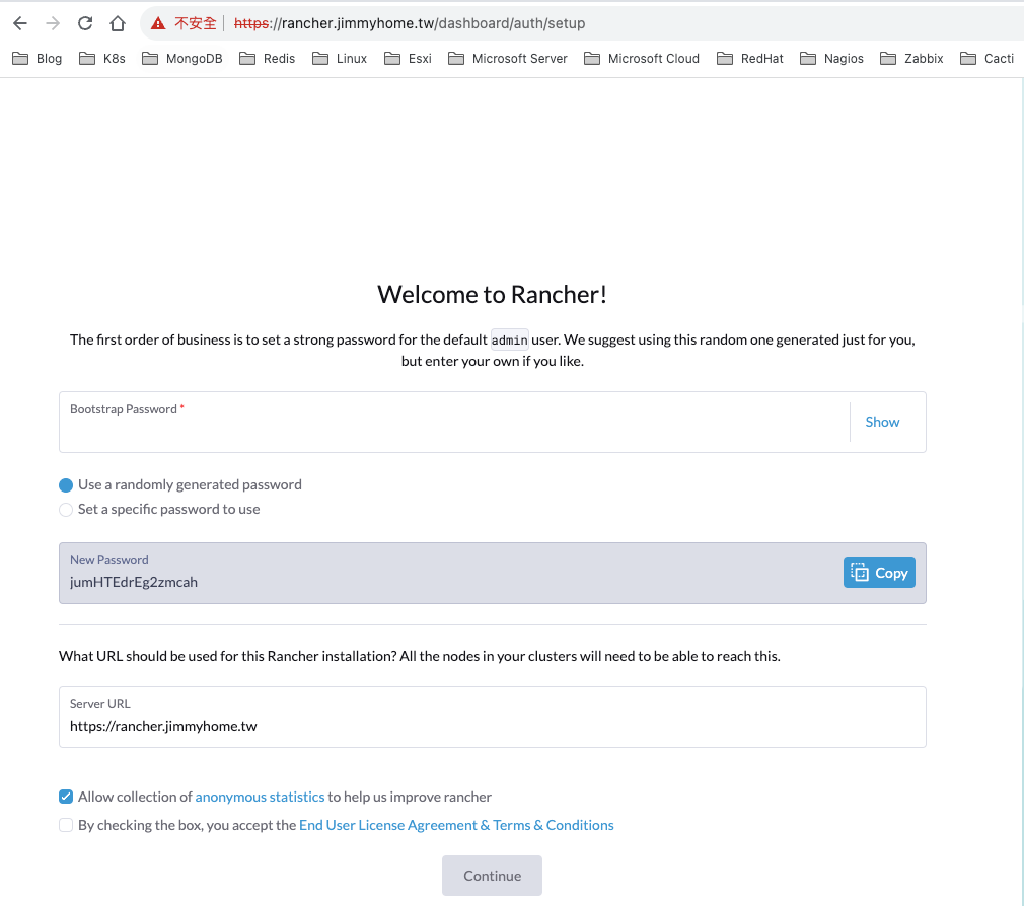 不安全 https://rancher.jimmyhome.tw/dashboard/auth/setup
Blog K8s MongoDB Redis Linux Esxi Microsoft Server Microsoft Cloud RedHat Nagios Zabbix Cacti
Welcome to Rancher!
The first order of business is to set a strong password for the default admin user. We suggest using this random one generated just for you,
but enter your own if you like.
Bootstrap Password *
Show
Use a randomly generated password
Set a specific password to use
New Password
jumHTEdrEg2zmcah
Copy
What URL should be used for this Rancher installation? All the nodes in your clusters will need to be able to reach this.
Server URL
https://rancher.jimmyhome.tw
Allow collection of anonymous statistics to help us improve rancher
By checking the box, you accept the End User License Agreement & Terms & Conditions
Continue